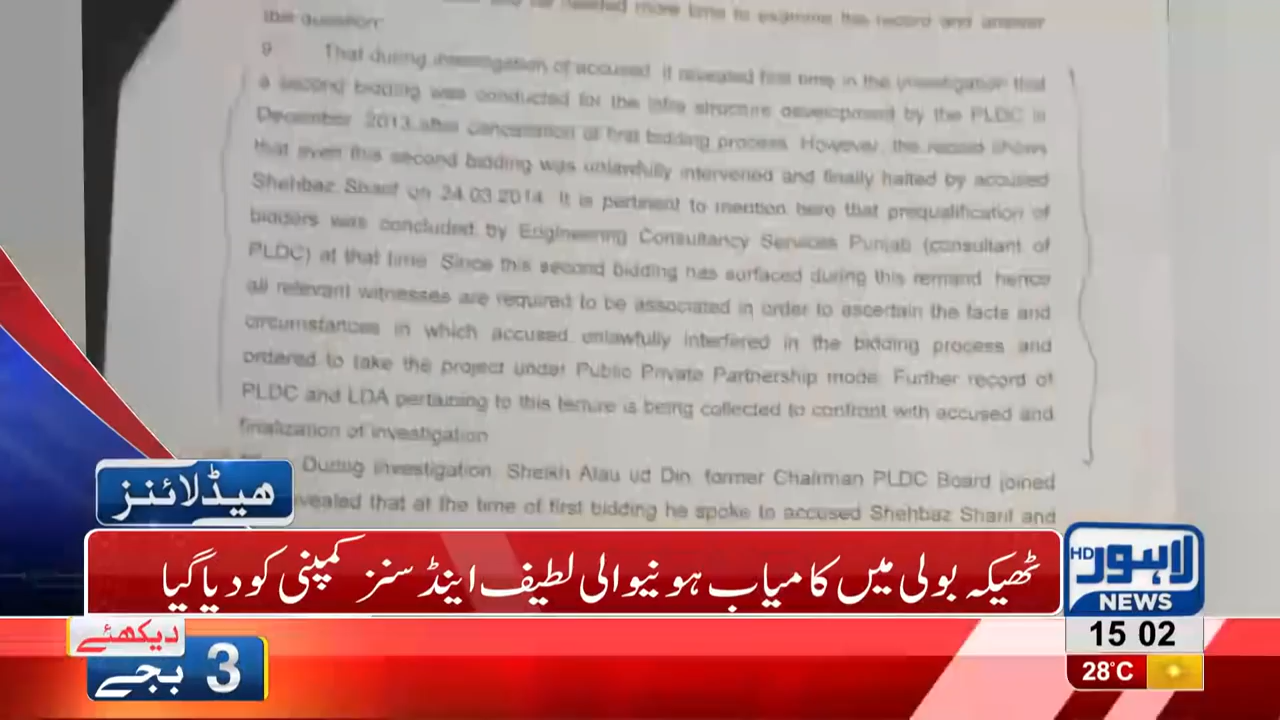 needed more time to examine the record and answer
this question
9 That during investigation of accused, it revealed first time in the investigation that
a second bidding was conducted for the infra structure development by the PLDC in
December, 2013 after cancellation of first bidding process. However, the record shows
that even this second bidding was unlawfully intervened and finally halted by accused
Shehbaz Sharif on 24.03.2014. It is pertinent to mention here that prequalification of
bidders was concluded by Engineering Consultancy Services Punjab (consultant of
PLDC) at that time. Since this second bidding has surfaced during this remand, hence
all relevant witnesses are required to be associated in order to ascertain the facts and
circumstances in which accused unlawfully interfered in the bidding process and
ordered to take the project under Public Private Partnership mode. Further record of
PLDC and LDA pertaining to this tenure is being collected to confront with accused and
finalization of investigation
During investigation, Sheikh Alau ud Din, former Chairman PLDC Board joined
revealed that at the time of first bidding he spoke to accused Shehbaz Sharif and
ھیڈلائنز
ٹھیکہ بولی میں کامیاب ہونیوالی لطیف اینڈ سنز کمپنی کو دیا گیا
لاہور HD
NEWS
15 02
28°C
دیکھئے
3 بجے